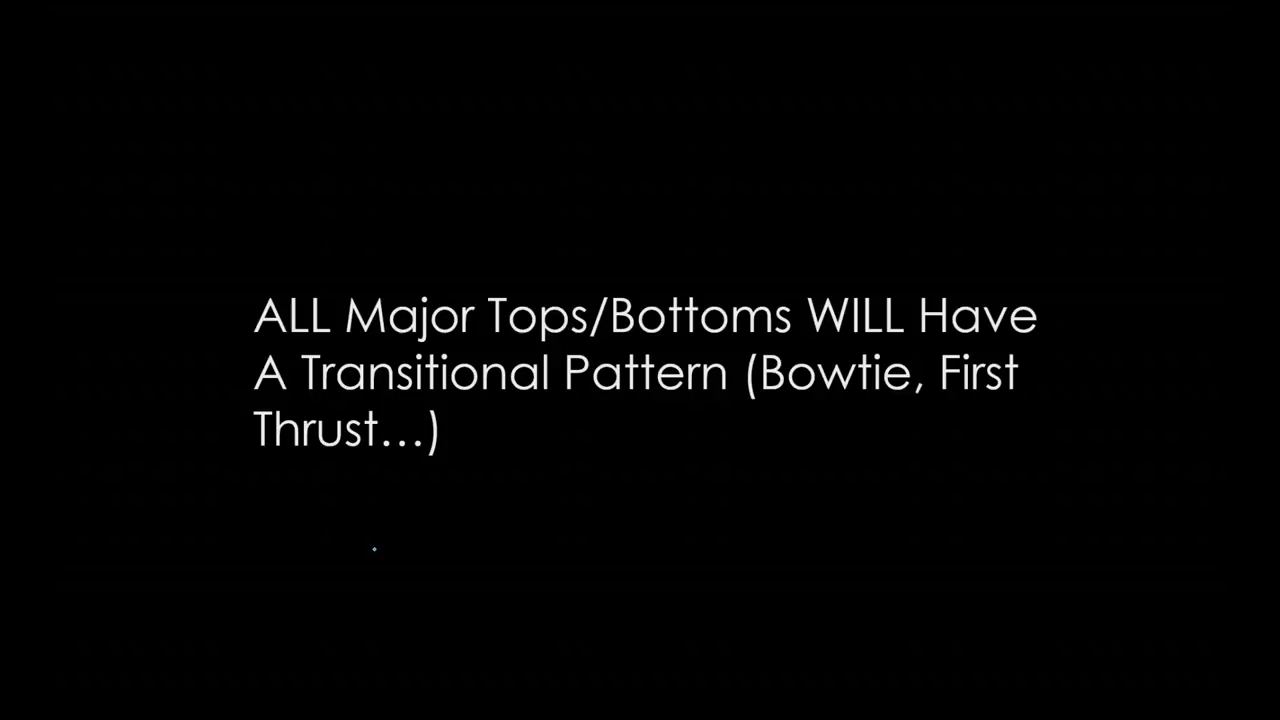 ALL Major Tops/Bottoms WILL Have
A Transitional Pattern (Bowtie, First
Thrust...)